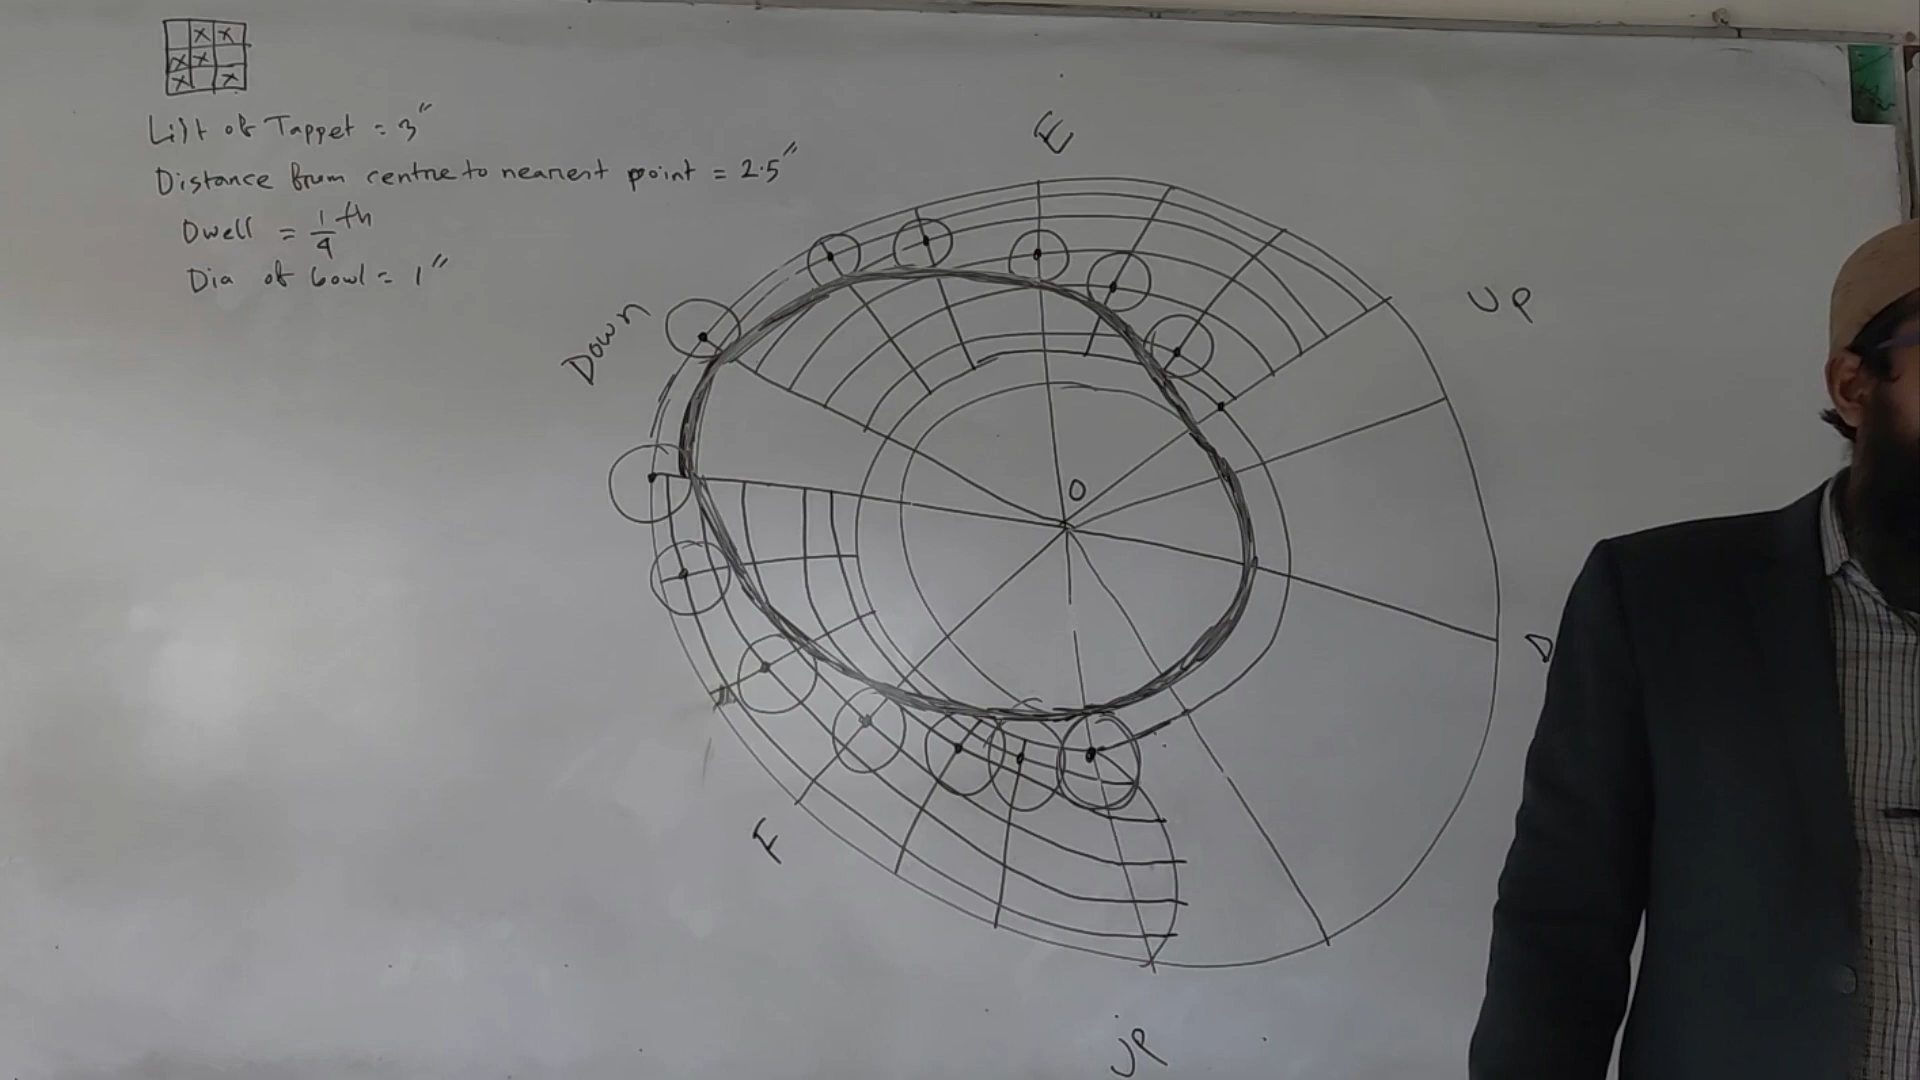 x x
x x
x x
Lift of Tappet = 3"
Distance from centre to nearest point = 2.5"
Dwell = 1/4 th
Dia of bowl = 1"
E
UP
Down
O
D
F
UP